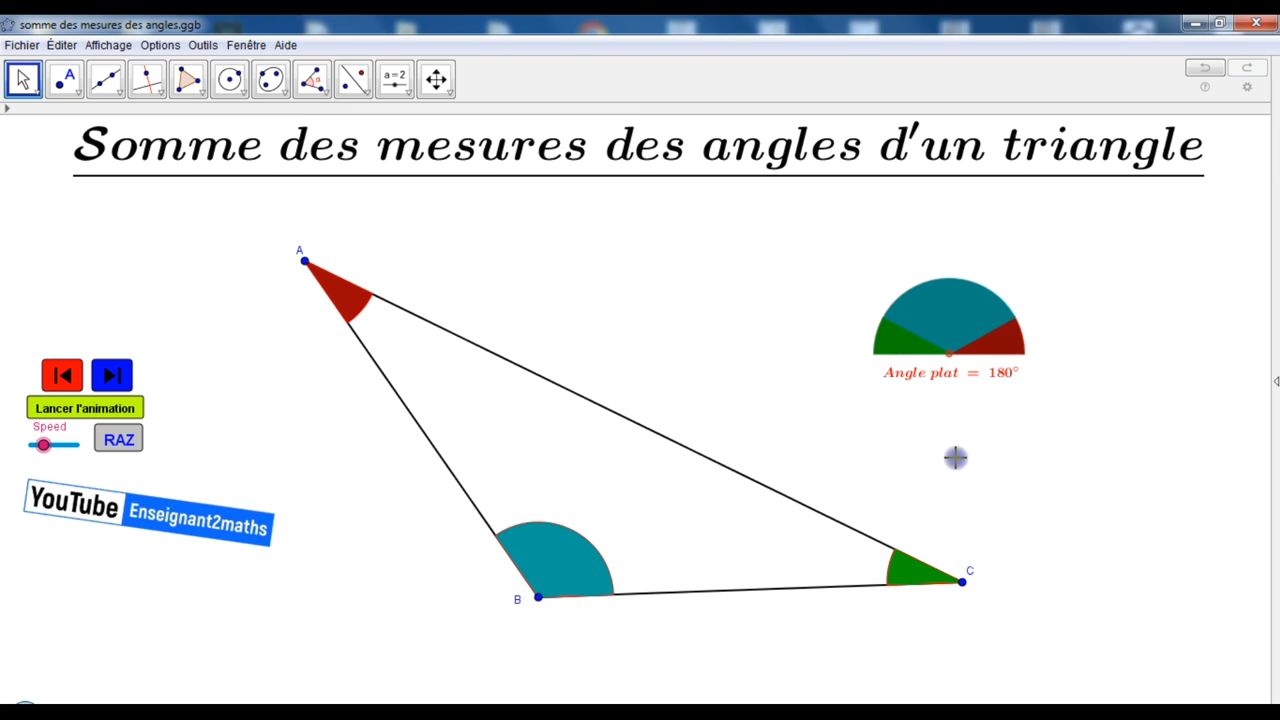 somme des mesures des angles.ggb
Fichier Éditer Affichage Options Outils Fenêtre Aide
A
α
a=2
Somme des mesures des angles d'un triangle
A
Angle plat = 180°
Lancer l'animation
Speed
RAZ
YouTube Enseignant2maths
C
B